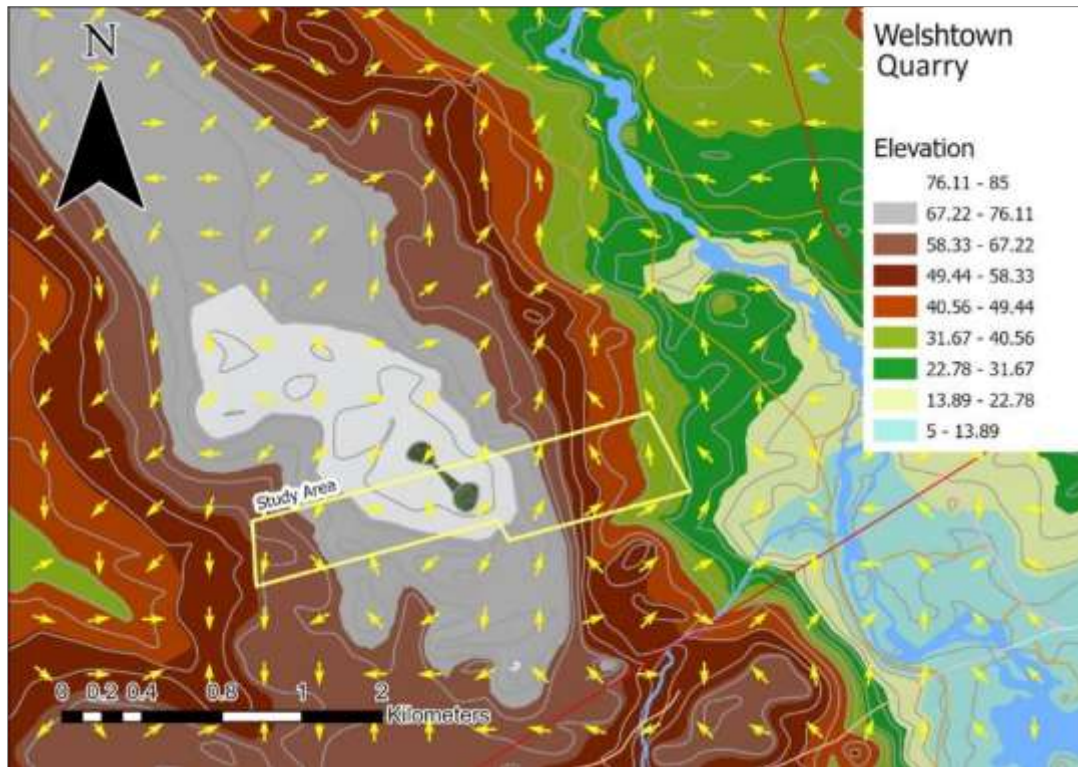 N
Welshtown
Quarry
Elevation
76.11 - 85
67.22 - 76.11
58.33 - 67.22
49.44 - 58.33
40.56 - 49.44
31.67 - 40.56
22.78 - 31.67
13.89 - 22.78
5 - 13.89
Study Area
0 0.2 0.4 0.8 1 2
Kilometers